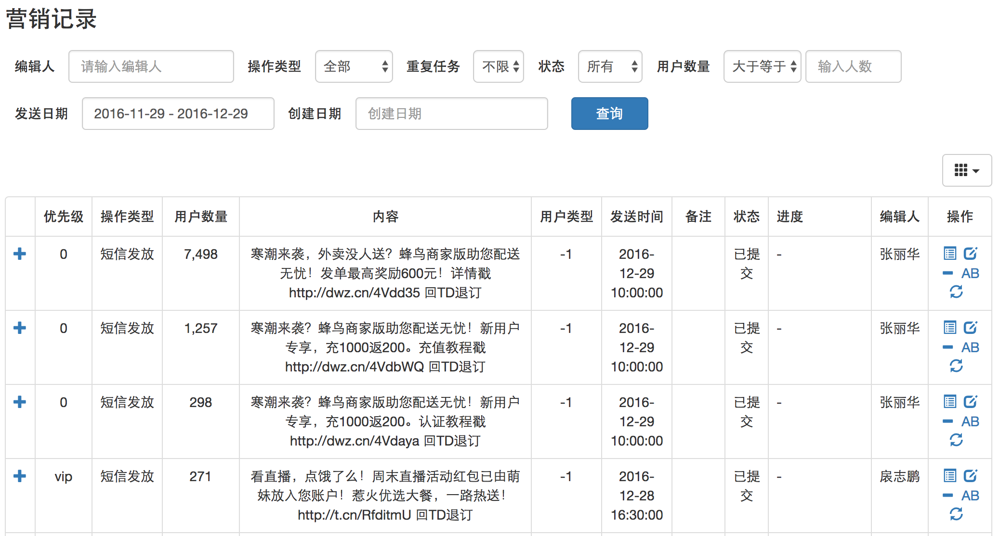 营销记录
编辑人 请输入编辑人 操作类型 全部 重复任务 不限 状态 所有 用户数量 大于等于 输入人数
发送日期 2016-11-29 - 2016-12-29 创建日期 创建日期 查询
优先级 操作类型 用户数量 内容 用户类型 发送时间 备注 状态 进度 编辑人 操作
0 短信发放 7,498 寒潮来袭，外卖没人送？蜂鸟商家版助您配送 -1 2016- 已提 - 张丽华
无忧！发单最高奖励600元！详情戳 12-29 交 AB
http://dwz.cn/4Vdd35 回TD退订 10:00:00
0 短信发放 1,257 寒潮来袭？蜂鸟商家版助您配送无忧！新用户 -1 2016- 已提 - 张丽华
专享，充1000返200。充值教程戳 12-29 交 AB
http://dwz.cn/4VdbWQ 回TD退订 10:00:00
0 短信发放 298 寒潮来袭？蜂鸟商家版助您配送无忧！新用户 -1 2016- 已提 - 张丽华
专享，充1000返200。认证教程戳 12-29 交 AB
http://dwz.cn/4Vdaya 回TD退订 10:00:00
vip 短信发放 271 看直播，点饿了么！周末直播活动红包已由萌 -1 2016- 已提 - 扆志鹏
妹放入您账户！惹火优选大餐，一路热送！ 12-28 交 AB
http://t.cn/RfditmU 回TD退订 16:30:00